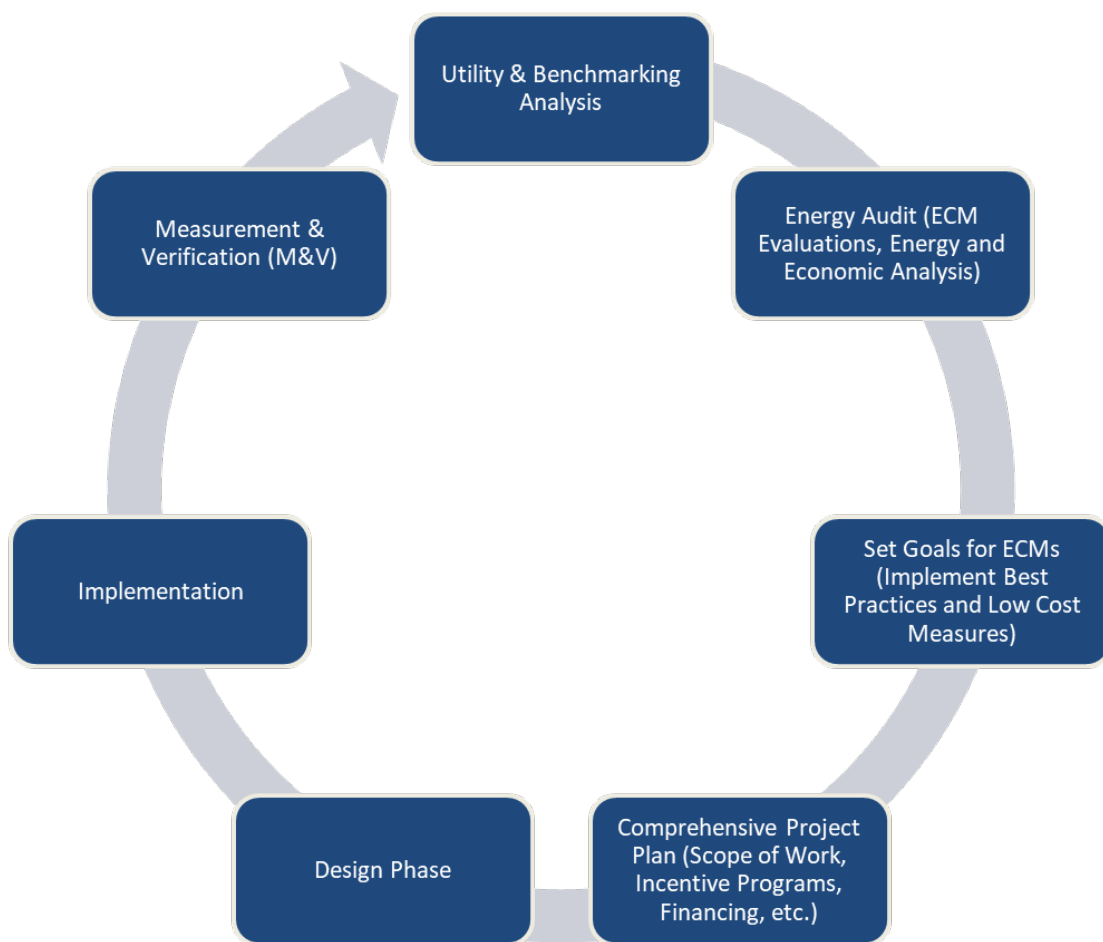 Utility & Benchmarking
Analysis
Energy Audit (ECM
Evaluations, Energy and
Economic Analysis)
Set Goals for ECMs
(Implement Best
Practices and Low Cost
Measures)
Comprehensive Project
Plan (Scope of Work,
Incentive Programs,
Financing, etc.)
Design Phase
Implementation
Measurement &
Verification (M&V)